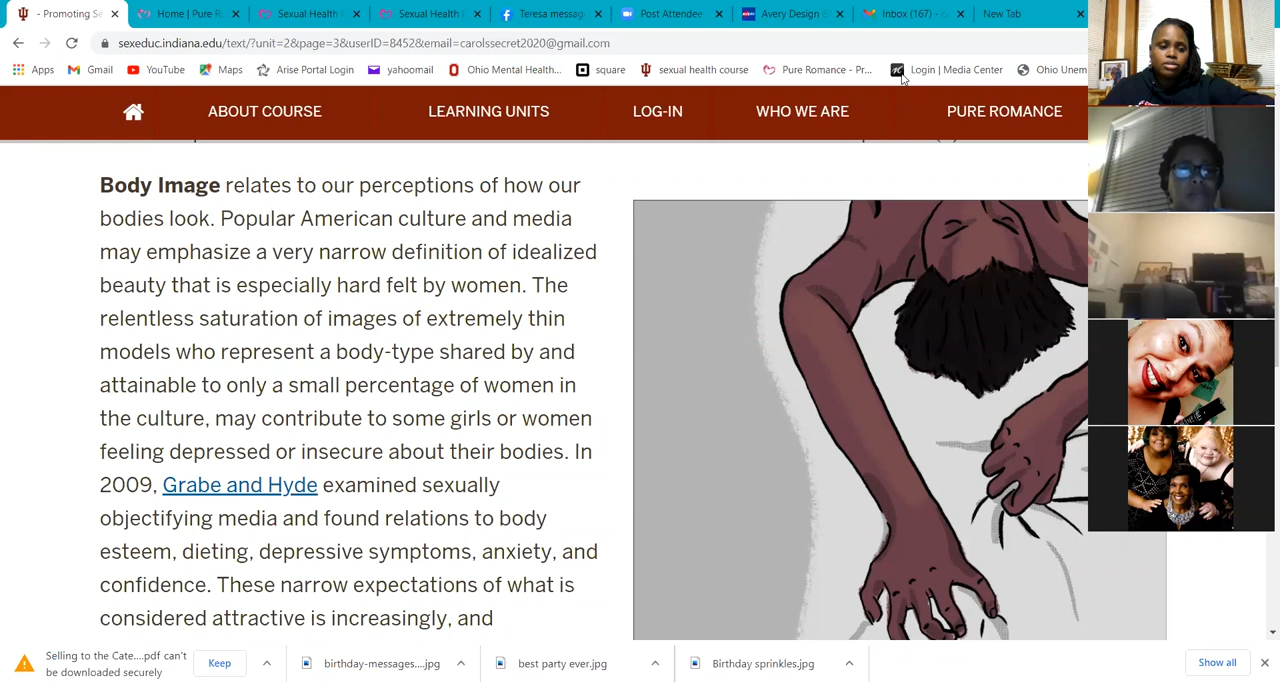 - Promoting Se
Home | Pure R
Sexual Health
Sexual Health
Teresa messag
Post Attendee
Avery Design &
Inbox (167) - c
New Tab
sexeduc.indiana.edu/text/?unit=2&page=3&userID=8452&email=carolssecret2020@gmail.com
Apps
Gmail
YouTube
Maps
Arise Portal Login
yahoomail
Ohio Mental Health...
square
sexual health course
Pure Romance - Pr...
Login | Media Center
Ohio Unem
ABOUT COURSE
LEARNING UNITS
LOG-IN
WHO WE ARE
PURE ROMANCE
Body Image relates to our perceptions of how our
bodies look. Popular American culture and media
may emphasize a very narrow definition of idealized
beauty that is especially hard felt by women. The
relentless saturation of images of extremely thin
models who represent a body-type shared by and
attainable to only a small percentage of women in
the culture, may contribute to some girls or women
feeling depressed or insecure about their bodies. In
2009, Grabe and Hyde examined sexually
objectifying media and found relations to body
esteem, dieting, depressive symptoms, anxiety, and
confidence. These narrow expectations of what is
considered attractive is increasingly, and
Selling to the Cate....pdf can't
be downloaded securely
Keep
birthday-messages....jpg
best party ever.jpg
Birthday sprinkles.jpg
Show all